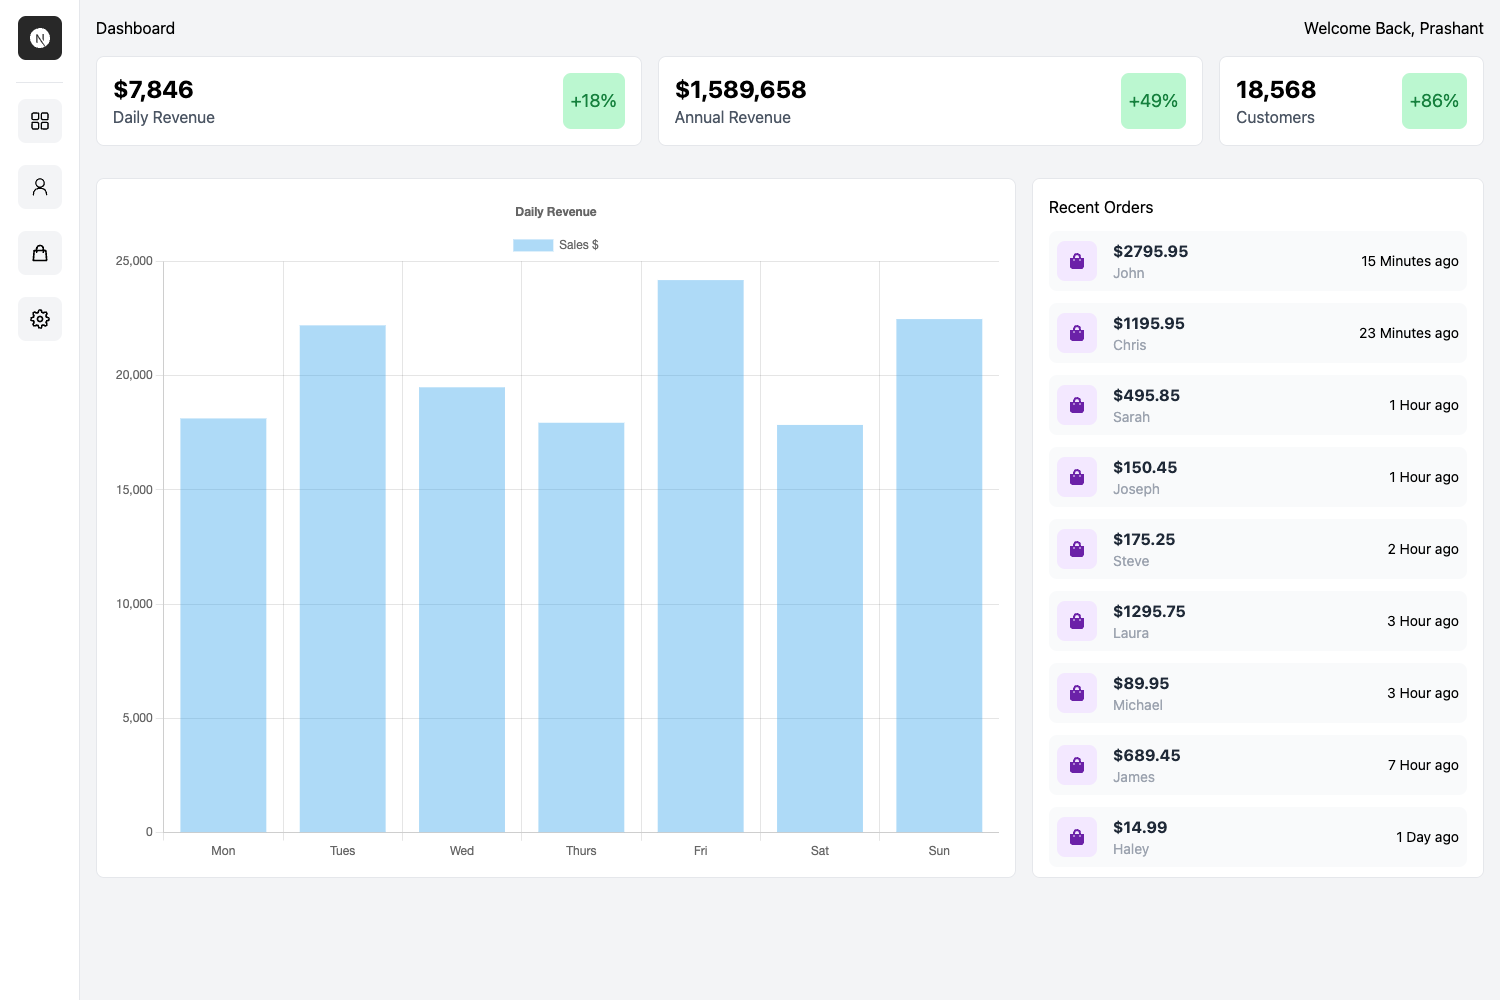 N
Dashboard
Welcome Back, Prashant
$7,846
Daily Revenue
+18%
$1,589,658
Annual Revenue
+49%
18,568
Customers
+86%
Daily Revenue
Sales $
25,000
20,000
15,000
10,000
5,000
0
Mon Tues Wed Thurs Fri Sat Sun
Recent Orders
$2795.95
John
15 Minutes ago
$1195.95
Chris
23 Minutes ago
$495.85
Sarah
1 Hour ago
$150.45
Joseph
1 Hour ago
$175.25
Steve
2 Hour ago
$1295.75
Laura
3 Hour ago
$89.95
Michael
3 Hour ago
$689.45
James
7 Hour ago
$14.99
Haley
1 Day ago